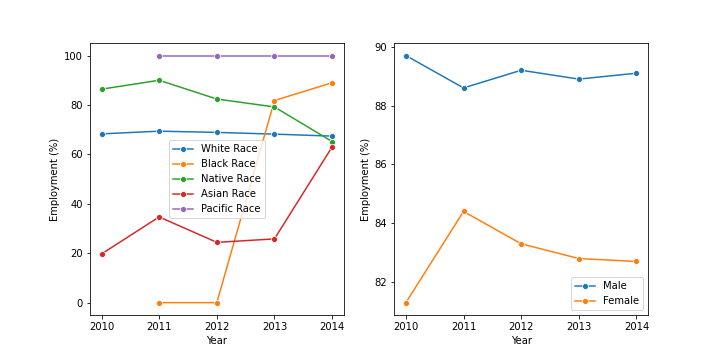 100
80
60
40
20
0
Employment (%)
2010 2011 2012 2013 2014
Year
White Race
Black Race
Native Race
Asian Race
Pacific Race
90
88
86
84
82
Employment (%)
2010 2011 2012 2013 2014
Year
Male
Female